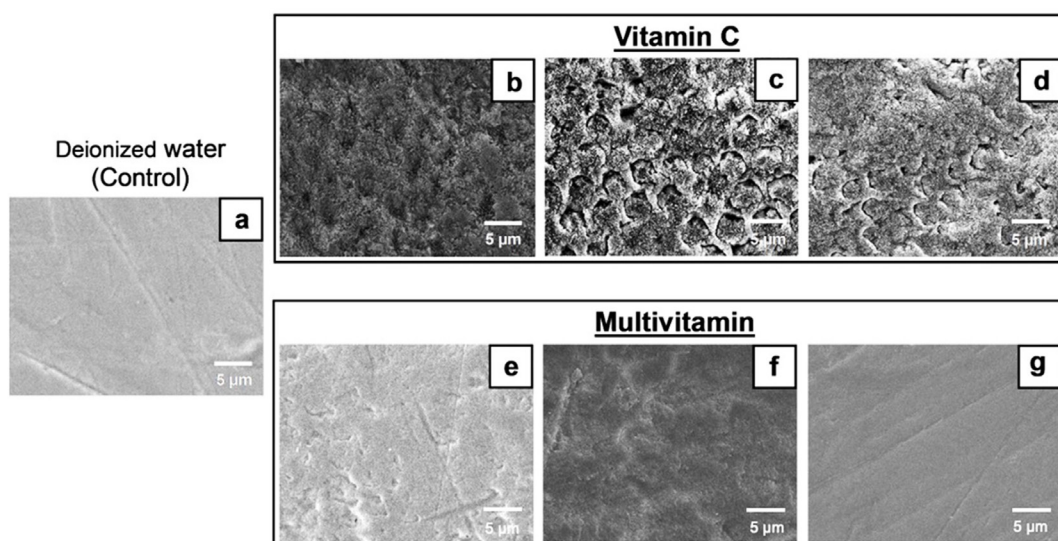 Vitamin C
b
c
d
5 µm
5 µm
5 µm
Deionized water
(Control)
a
5 µm
Multivitamin
e
f
g
5 µm
5 µm
5 µm